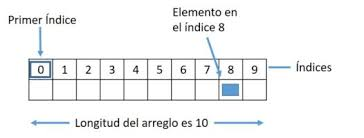 Primer Índice
Elemento en
el índice 8
0 1 2 3 4 5 6 7 8 9
Índices
Longitud del arreglo es 10